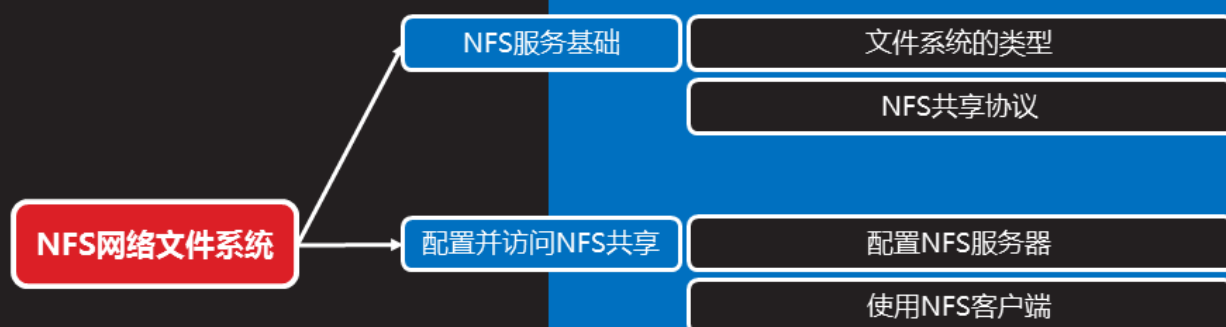 NFS服务基础
文件系统的类型
NFS共享协议
NFS网络文件系统
配置并访问NFS共享
配置NFS服务器
使用NFS客户端